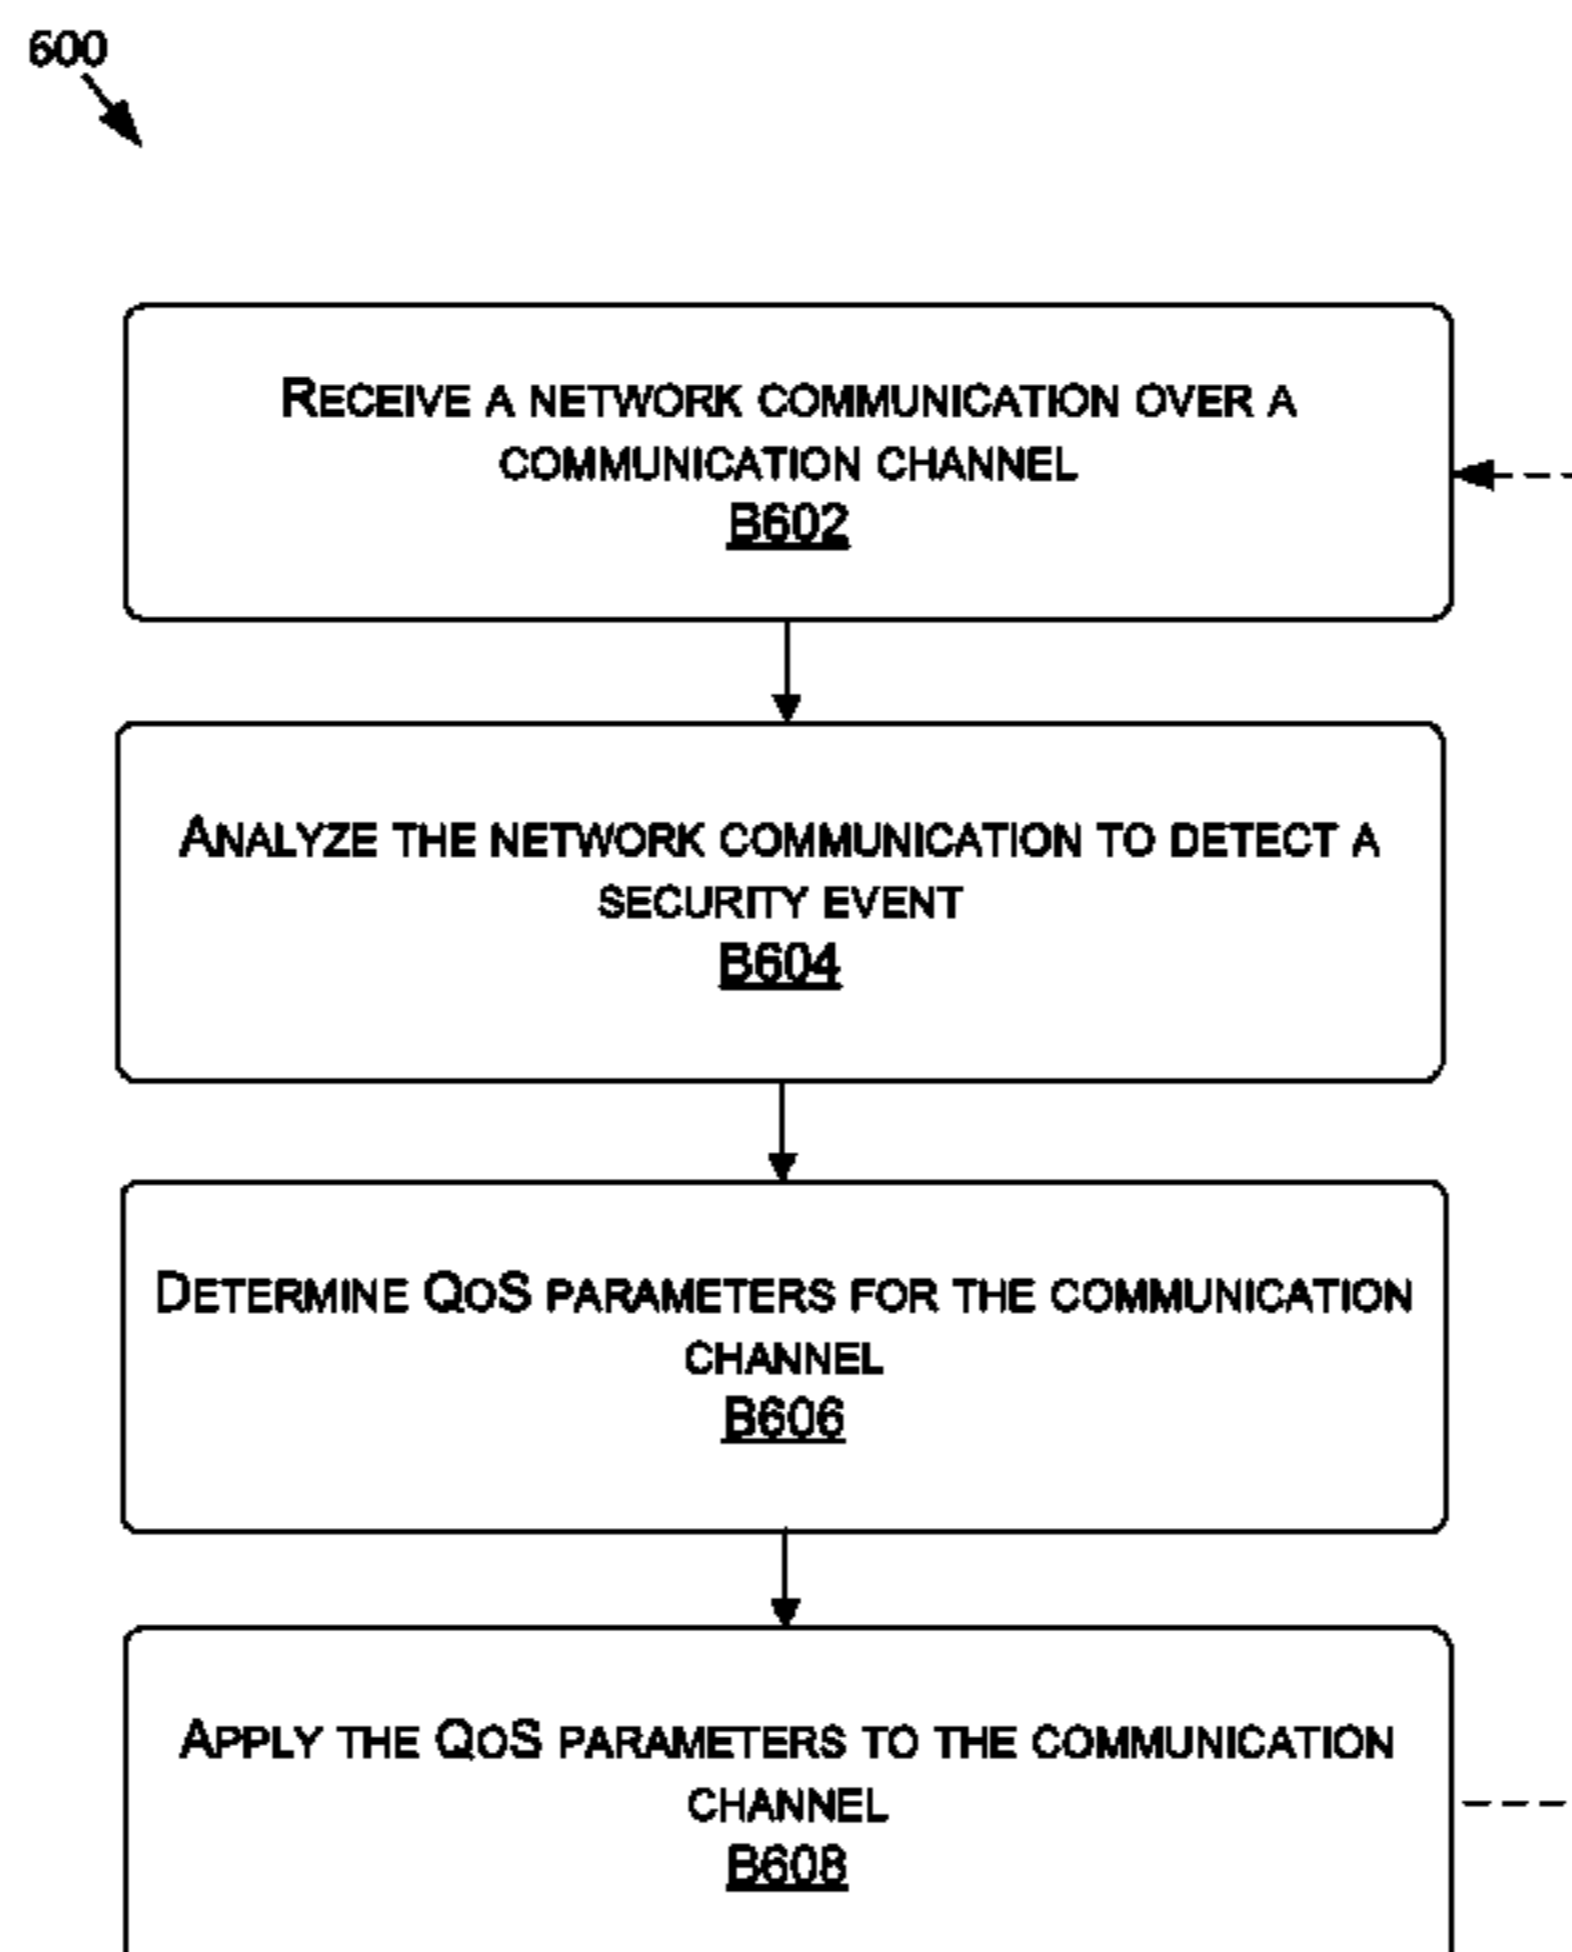 600
RECEIVE A NETWORK COMMUNICATION OVER A
COMMUNICATION CHANNEL
B602
ANALYZE THE NETWORK COMMUNICATION TO DETECT A
SECURITY EVENT
B604
DETERMINE QOS PARAMETERS FOR THE COMMUNICATION
CHANNEL
B606
APPLY THE QOS PARAMETERS TO THE COMMUNICATION
CHANNEL
B608